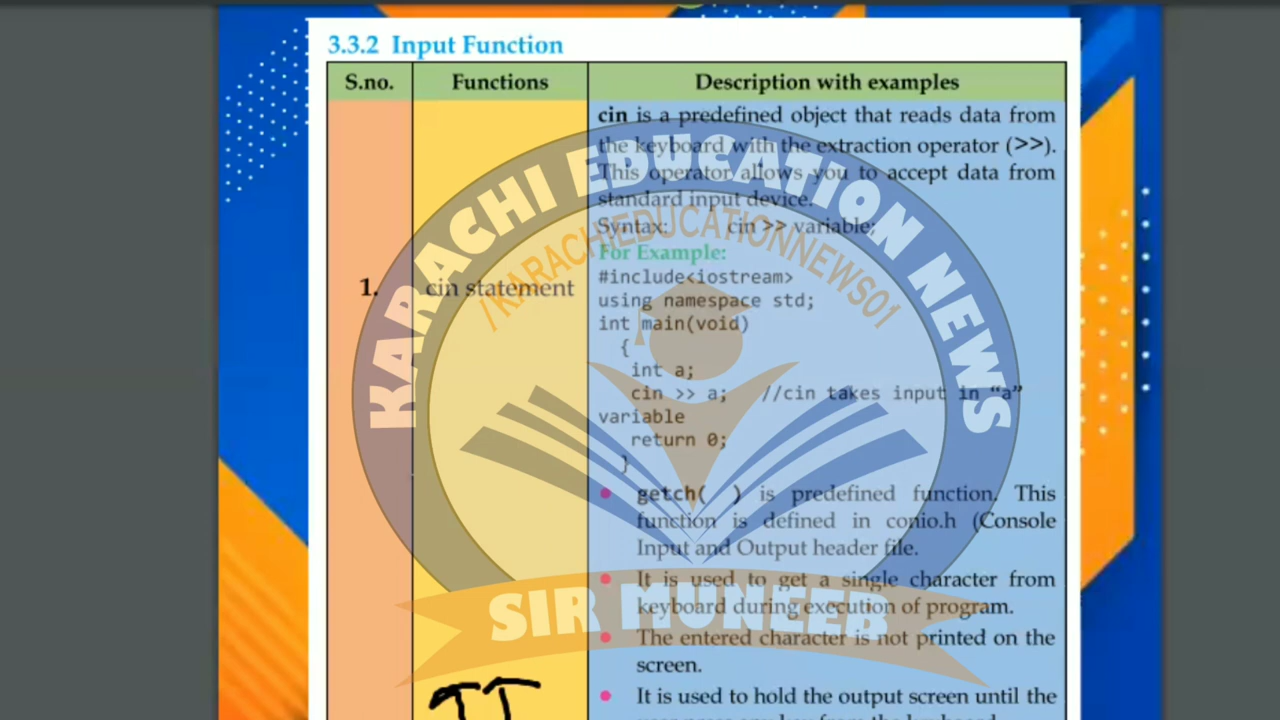 3.3.2 Input Function
S.no.
Functions
Description with examples
1.
cin statement
cin is a predefined object that reads data from
the keyboard with the extraction operator (>>).
This operator allows you to accept data from
standard input device.
Syntax: cin >> variable;
For Example:
#include<iostream>
using namespace std;
int main(void)
{
int a;
cin >> a; //cin takes input in “a”
variable
return 0;
}
• getch( ) is predefined function. This
function is defined in conio.h (Console
Input and Output header file.
• It is used to get a single character from
keyboard during execution of program.
• The entered character is not printed on the
screen.
• It is used to hold the output screen until the
KARACHI EDUCATION NEWS
/KARACHIEDUCATIONNEWS01
SIR MUNEEB